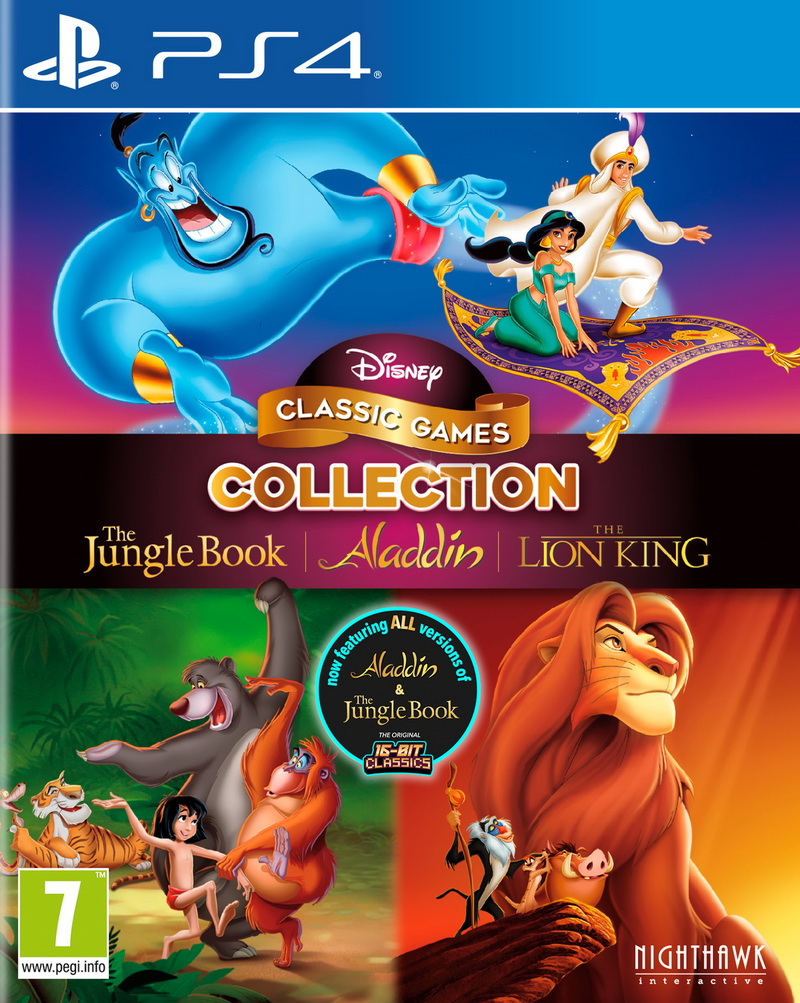 PS4®
Disney
CLASSIC GAMES
COLLECTION
The
Jungle Book
Aladdin
THE
LION KING
now featuring ALL versions of
Aladdin
&
The
Jungle Book
THE ORIGINAL
16-BIT
CLASSICS
7™
www.pegi.info
NIGHTHAWK
interactive